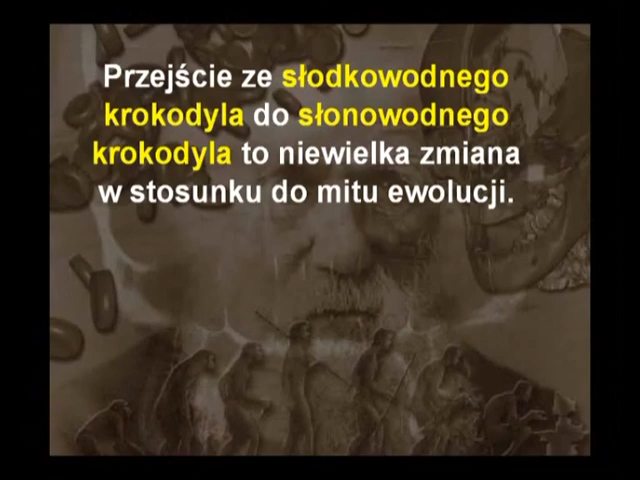 Przejście ze słodkowodnego
krokodyla do słonowodnego
krokodyla to niewielka zmiana
w stosunku do mitu ewolucji.